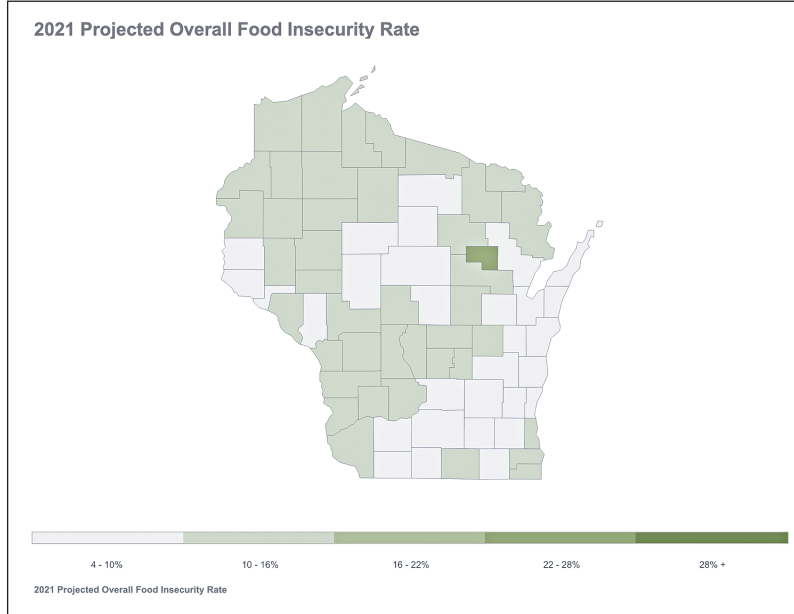 2021 Projected Overall Food Insecurity Rate
4 - 10%
10 - 16%
16 - 22%
22 - 28%
28% +
2021 Projected Overall Food Insecurity Rate